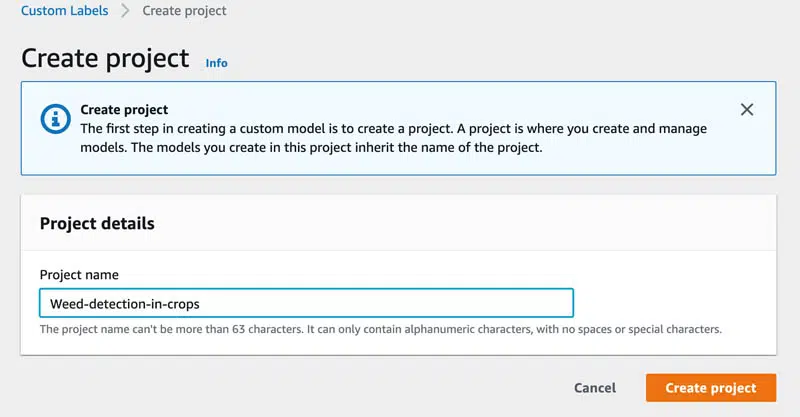 Custom Labels > Create project
Create project Info
Create project
The first step in creating a custom model is to create a project. A project is where you create and manage
models. The models you create in this project inherit the name of the project.
Project details
Project name
Weed-detection-in-crops
The project name can't be more than 63 characters. It can only contain alphanumeric characters, with no spaces or special characters.
Cancel Create project